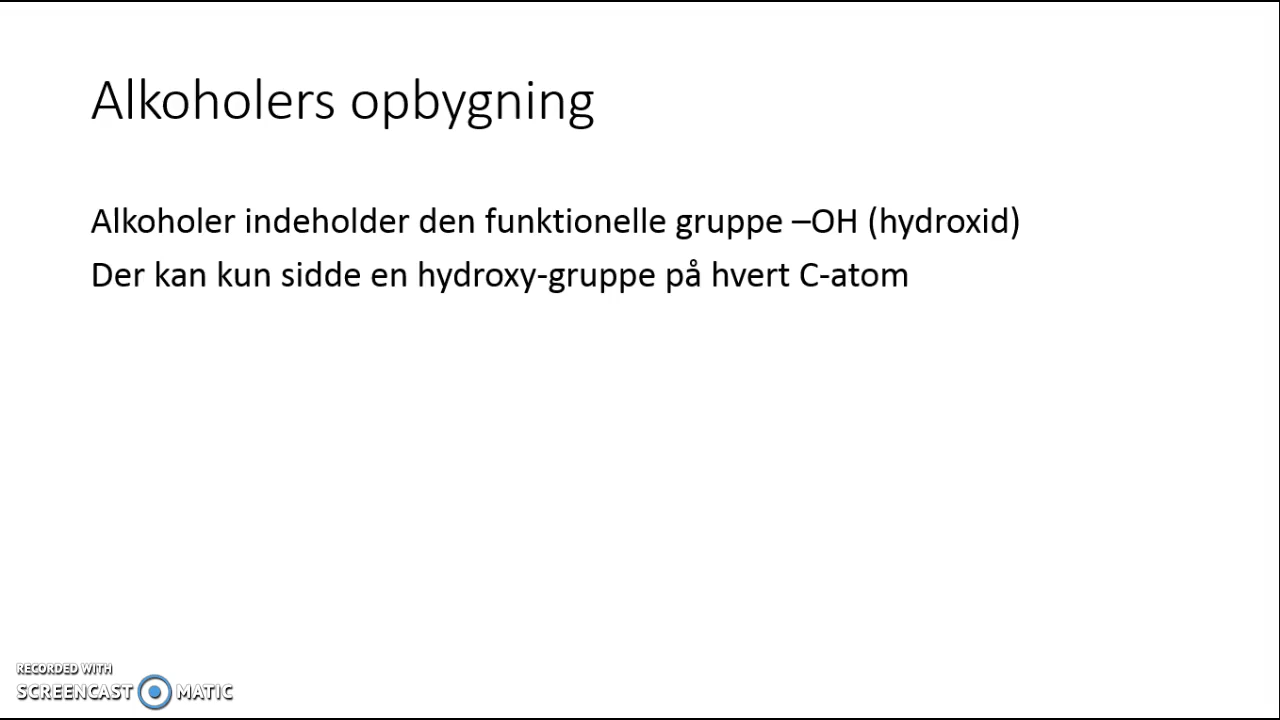 Alkoholers opbygning
Alkoholer indeholder den funktionelle gruppe –OH (hydroxid)
Der kan kun sidde en hydroxy-gruppe på hvert C-atom
RECORDED WITH
SCREENCAST MATIC